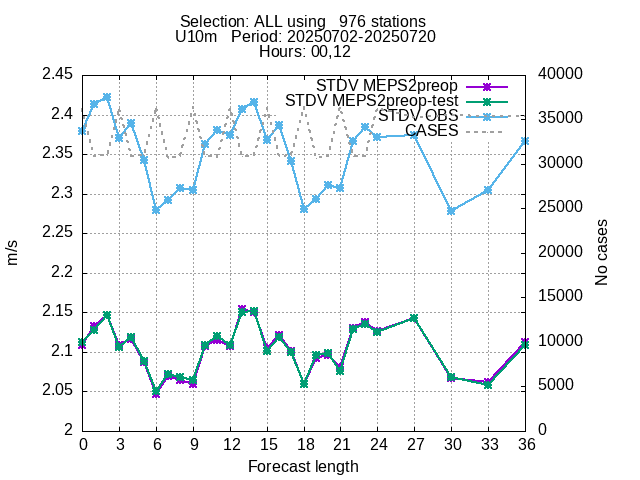 Selection: ALL using   976 stations
U10m   Period: 20250702-20250720
Hours: 00,12
2.45
2.4
2.35
2.3
2.25
2.2
2.15
2.1
2.05
2
m/s
STDV MEPS2preop
STDV MEPS2preop-test
STDV OBS
CASES
40000
35000
30000
25000
20000
15000
10000
5000
0
No cases
0 3 6 9 12 15 18 21 24 27 30 33 36
Forecast length